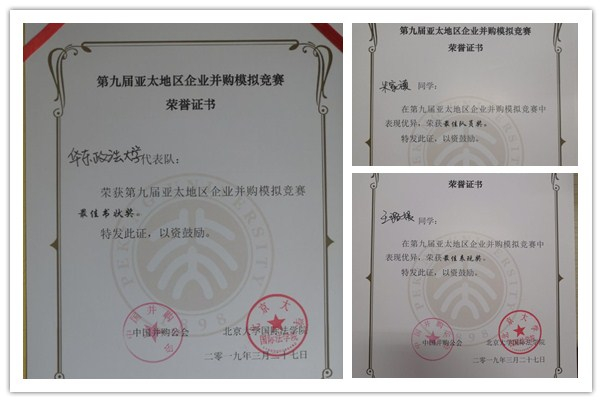 第九届亚太地区企业并购模拟竞赛
荣誉证书
华东政法大学代表队：
荣获第九届亚太地区企业并购模拟竞赛
最佳书状奖。
特发此证，以资鼓励。
中国并购公会
北京大学国际法学院
二零一九年三月二十七日
第九届亚太地区企业并购模拟竞赛
荣誉证书
同学：
在第九届亚太地区企业并购模拟竞赛中
表现优异，荣获最佳队员奖。
特发此证，以资鼓励。
荣誉证书
同学：
在第九届亚太地区企业并购模拟竞赛中
表现优异，荣获最佳表现奖。
特发此证，以资鼓励。
中国并购公会
北京大学国际法学院
二零一九年三月二十七日